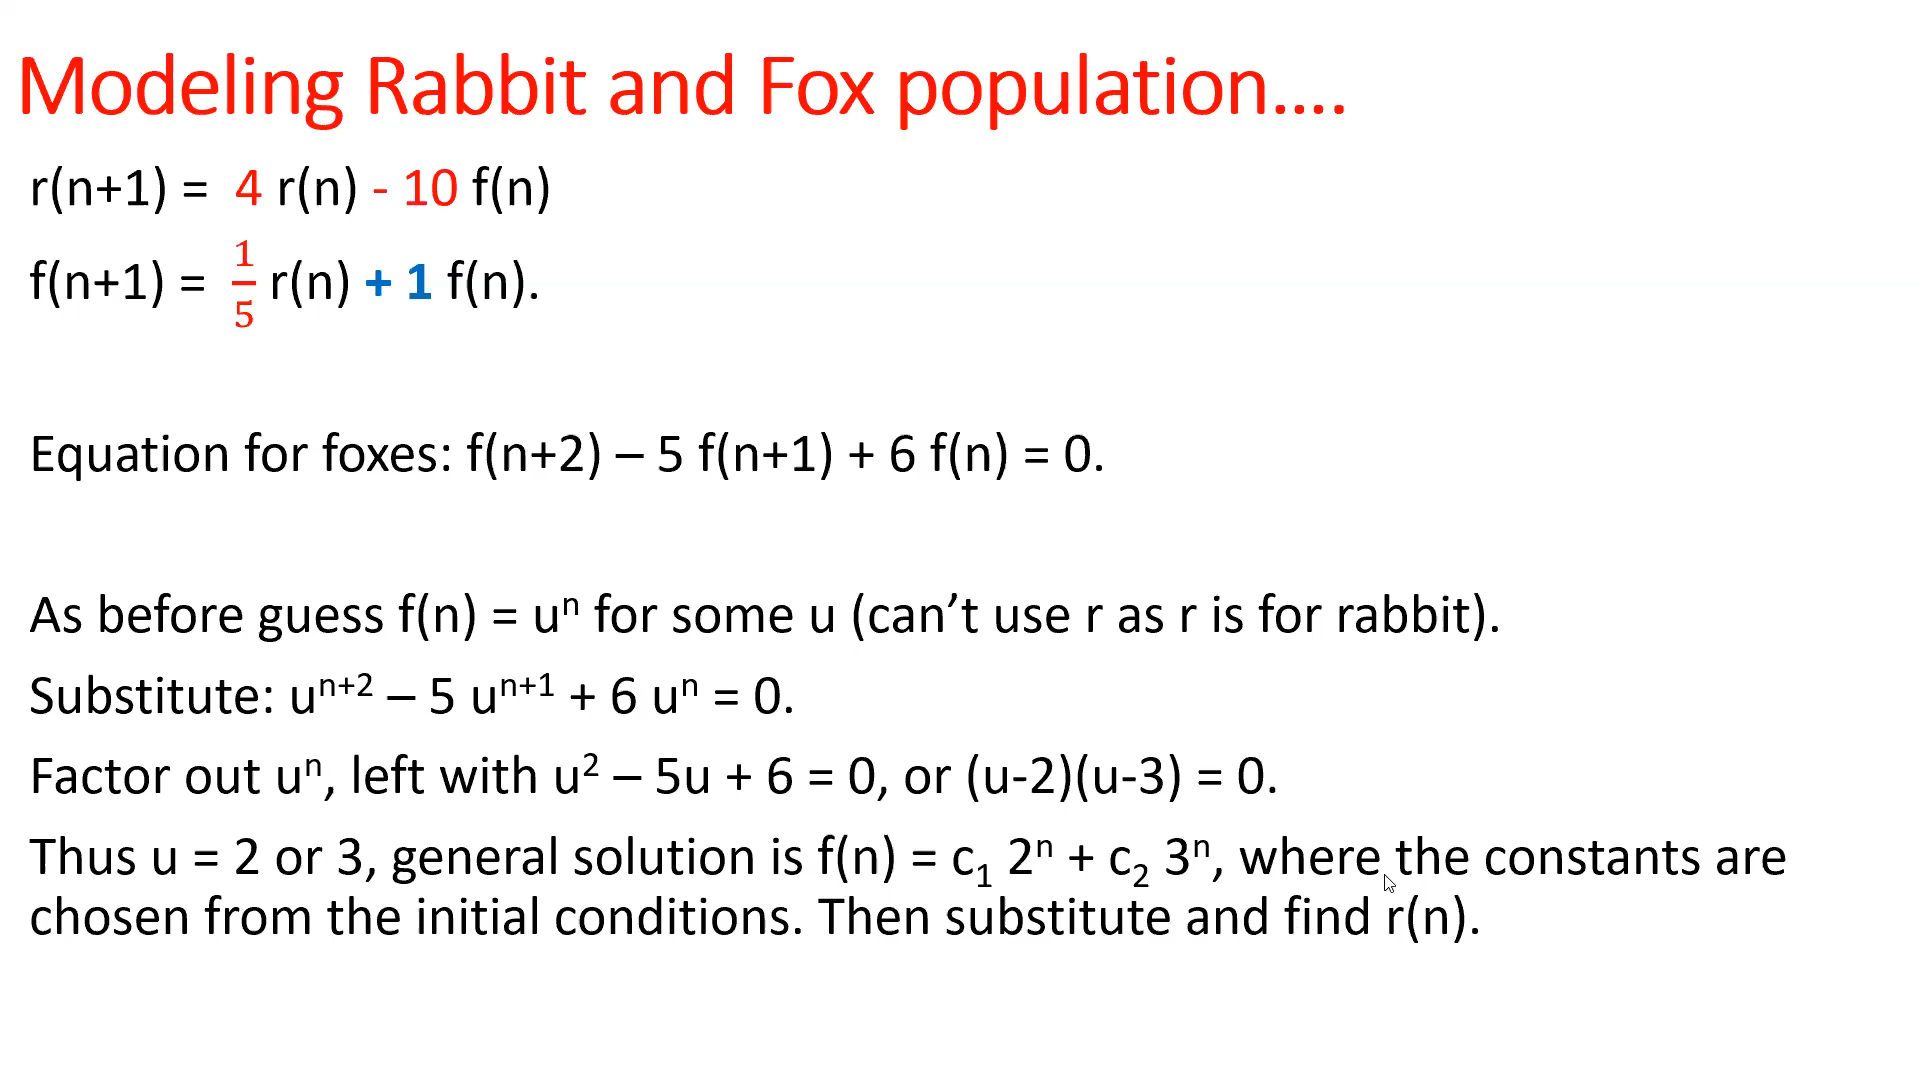 Modeling Rabbit and Fox population....
r(n+1) = 4 r(n) - 10 f(n)
f(n+1) = 1/5 r(n) + 1 f(n).
Equation for foxes: f(n+2) – 5 f(n+1) + 6 f(n) = 0.
As before guess f(n) = uⁿ for some u (can’t use r as r is for rabbit).
Substitute: uⁿ⁺² – 5 uⁿ⁺¹ + 6 uⁿ = 0.
Factor out uⁿ, left with u² – 5u + 6 = 0, or (u-2)(u-3) = 0.
Thus u = 2 or 3, general solution is f(n) = c₁ 2ⁿ + c₂ 3ⁿ, where the constants are
chosen from the initial conditions. Then substitute and find r(n).